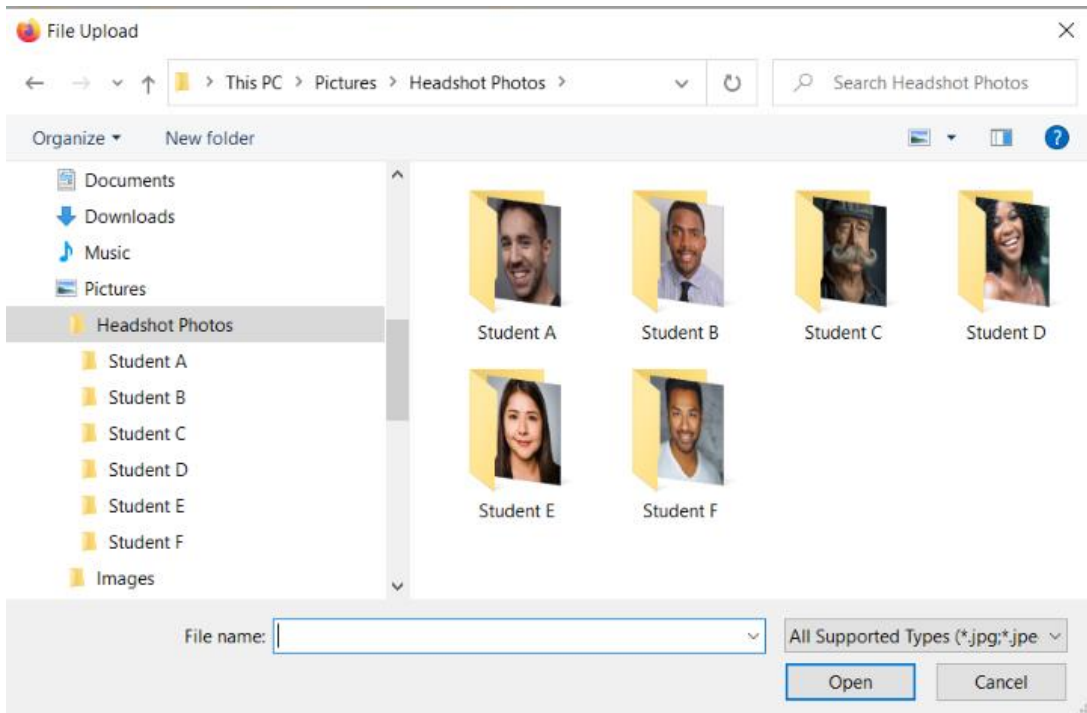 File Upload
This PC > Pictures > Headshot Photos >
Search Headshot Photos
Organize
New folder
Documents
Downloads
Music
Pictures
Headshot Photos
Student A
Student B
Student C
Student D
Student E
Student F
Images
Student A
Student B
Student C
Student D
Student E
Student F
File name:
All Supported Types (*.jpg;*.jpe
Open
Cancel